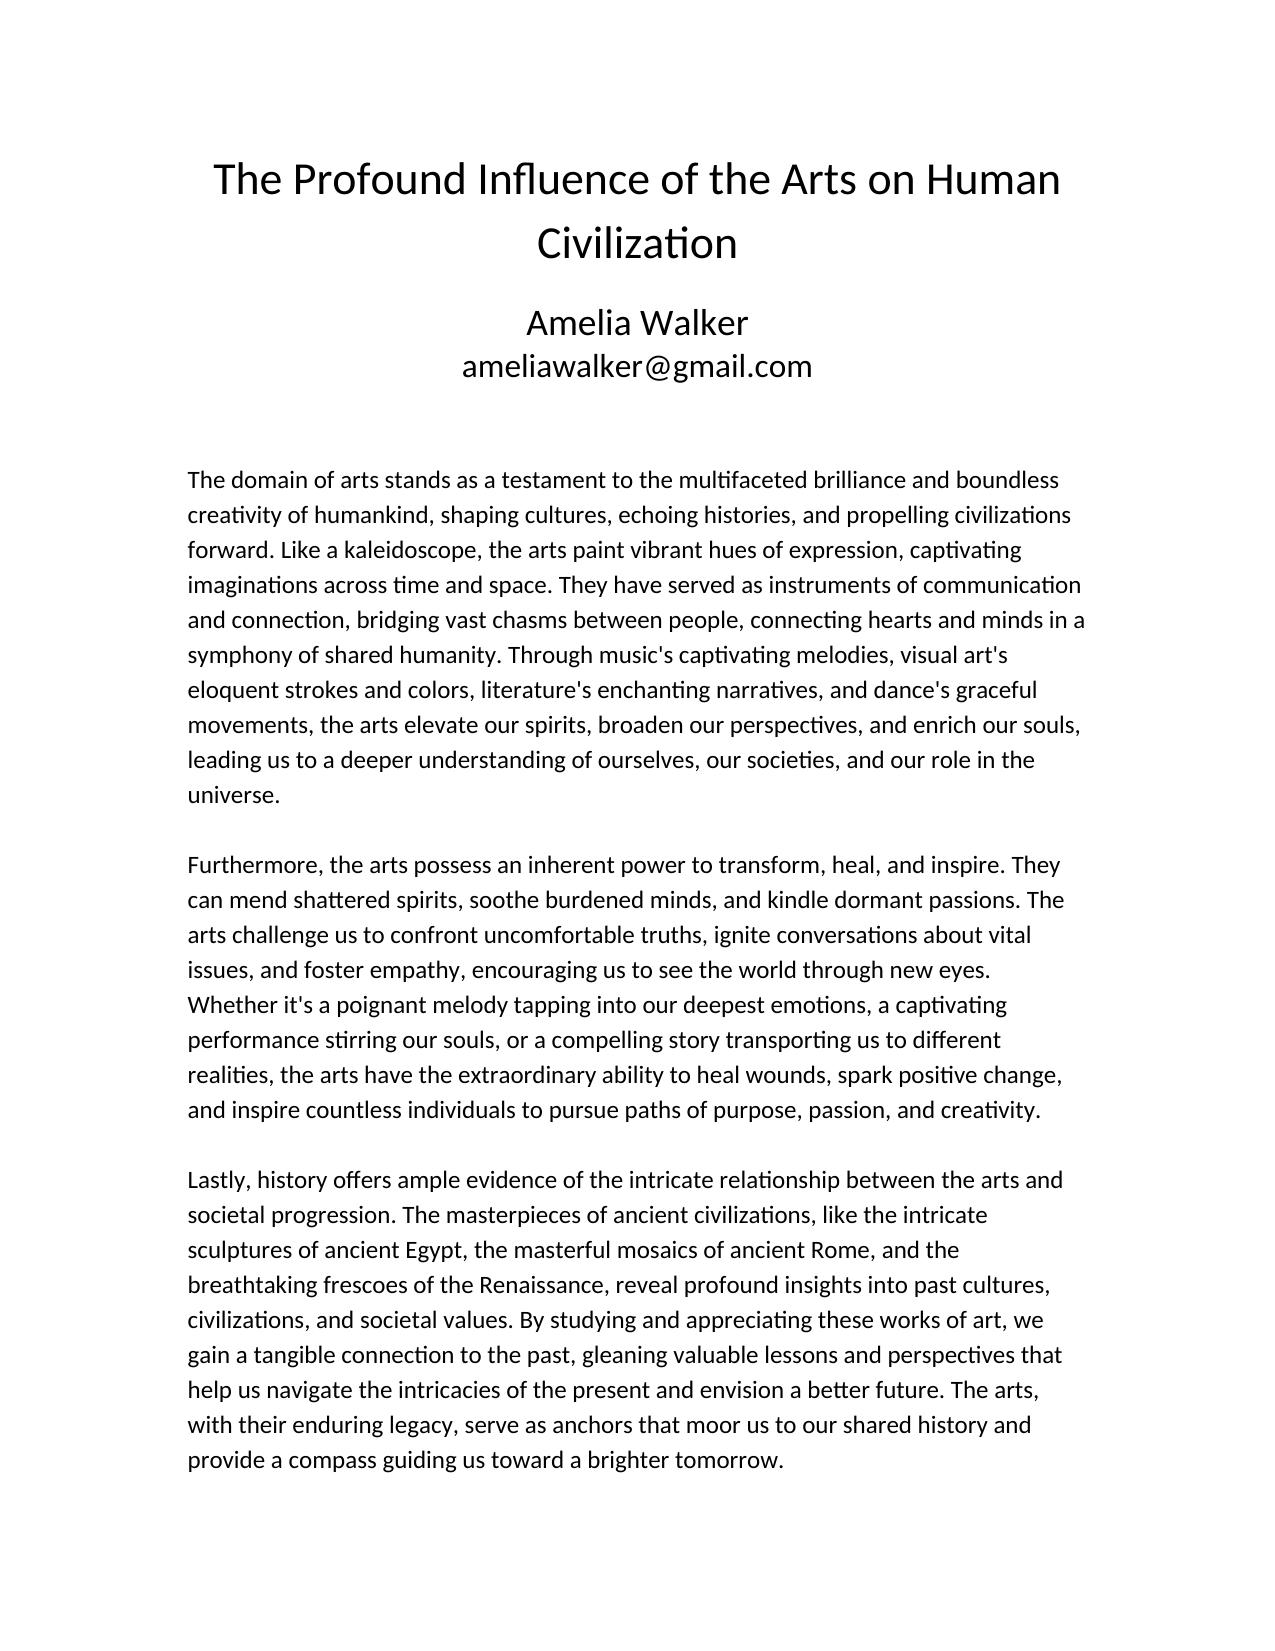 The Profound Influence of the Arts on Human
Civilization
Amelia Walker
ameliawalker@gmail.com
The domain of arts stands as a testament to the multifaceted brilliance and boundless
creativity of humankind, shaping cultures, echoing histories, and propelling civilizations
forward. Like a kaleidoscope, the arts paint vibrant hues of expression, captivating
imaginations across time and space. They have served as instruments of communication
and connection, bridging vast chasms between people, connecting hearts and minds in a
symphony of shared humanity. Through music's captivating melodies, visual art's
eloquent strokes and colors, literature's enchanting narratives, and dance's graceful
movements, the arts elevate our spirits, broaden our perspectives, and enrich our souls,
leading us to a deeper understanding of ourselves, our societies, and our role in the
universe.
Furthermore, the arts possess an inherent power to transform, heal, and inspire. They
can mend shattered spirits, soothe burdened minds, and kindle dormant passions. The
arts challenge us to confront uncomfortable truths, ignite conversations about vital
issues, and foster empathy, encouraging us to see the world through new eyes.
Whether it's a poignant melody tapping into our deepest emotions, a captivating
performance stirring our souls, or a compelling story transporting us to different
realities, the arts have the extraordinary ability to heal wounds, spark positive change,
and inspire countless individuals to pursue paths of purpose, passion, and creativity.
Lastly, history offers ample evidence of the intricate relationship between the arts and
societal progression. The masterpieces of ancient civilizations, like the intricate
sculptures of ancient Egypt, the masterful mosaics of ancient Rome, and the
breathtaking frescoes of the Renaissance, reveal profound insights into past cultures,
civilizations, and societal values. By studying and appreciating these works of art, we
gain a tangible connection to the past, gleaning valuable lessons and perspectives that
help us navigate the intricacies of the present and envision a better future. The arts,
with their enduring legacy, serve as anchors that moor us to our shared history and
provide a compass guiding us toward a brighter tomorrow.